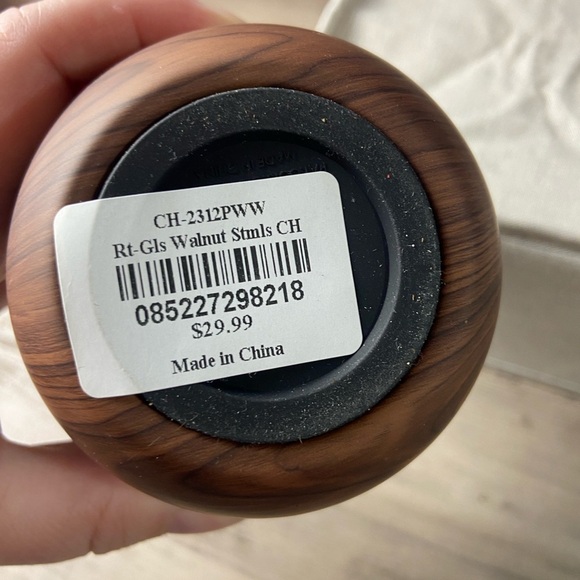 CH-2312PWW
Rt-Gls Walnut Stmls CH
085227298218
$29.99
Made in China